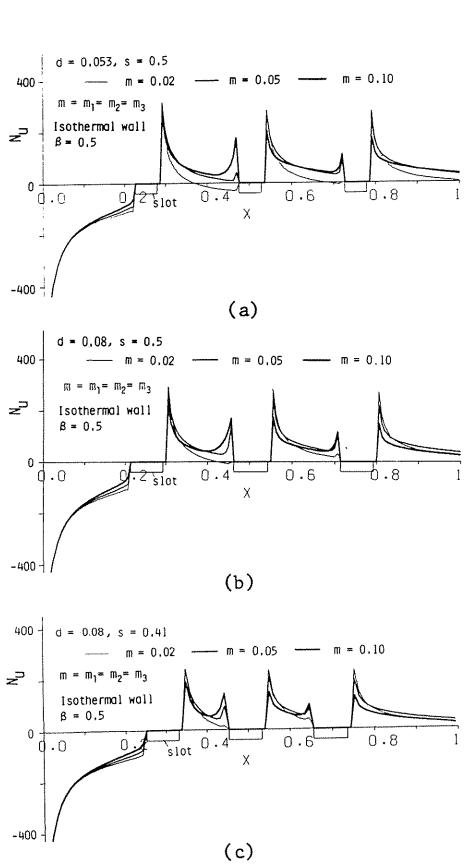 d = 0.053, s = 0.5
m = 0.02 m = 0.05 m = 0.10
m = m₁= m₂= m₃
Isothermal wall
β = 0.5
400
Nu
0
-400
0.0 0.2 0.4 0.6 0.8 1
slot
X
(a)
d = 0.08, s = 0.5
400
m = 0.02 m = 0.05 m = 0.10
m = m₁= m₂= m₃
Isothermal wall
β = 0.5
Nu
0
-400
0.0 0.2 0.4 0.6 0.8 1
slot
X
(b)
400
d = 0.08, s = 0.41
m = 0.02 m = 0.05 m = 0.10
m = m₁= m₂= m₃
Isothermal wall
β = 0.5
Nu
0
-400
0.0 0.2 0.4 0.6 0.8 1
slot
X
(c)